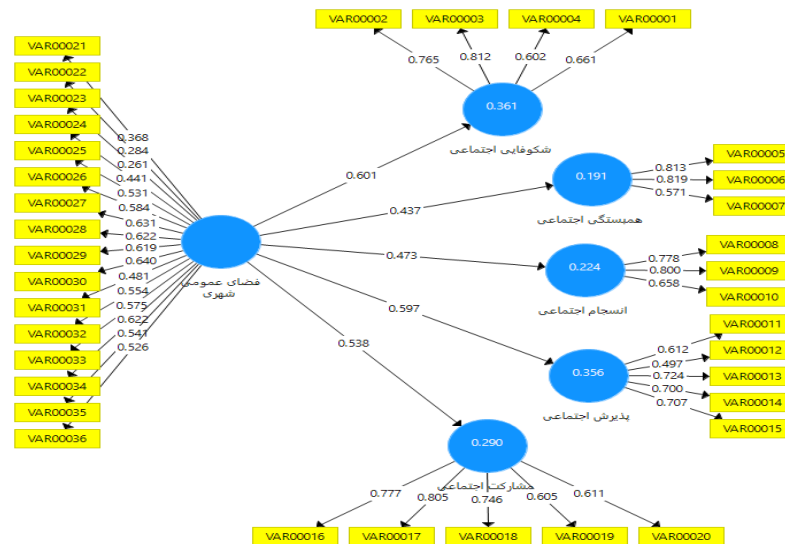 VAR00002
VAR00003
VAR00004
VAR00001
0.765
0.812
0.602
0.661
0.361
شکوفایی اجتماعی
VAR00021
VAR00022
VAR00023
VAR00024
VAR00025
VAR00026
VAR00027
VAR00028
VAR00029
VAR00030
VAR00031
VAR00032
VAR00033
VAR00034
VAR00035
VAR00036
0.368
0.284
0.261
0.441
0.531
0.584
0.631
0.622
0.619
0.640
0.481
0.554
0.575
0.622
0.541
0.526
فضای عمومی
شهری
0.601
0.437
0.473
0.597
0.538
0.191
همبستگی اجتماعی
0.813
0.819
0.571
VAR00005
VAR00006
VAR00007
0.224
انسجام اجتماعی
0.778
0.800
0.658
VAR00008
VAR00009
VAR00010
0.356
پذیرش اجتماعی
0.612
0.497
0.724
0.700
0.707
VAR00011
VAR00012
VAR00013
VAR00014
VAR00015
0.290
مشارکت اجتماعی
0.777
0.805
0.746
0.605
0.611
VAR00016
VAR00017
VAR00018
VAR00019
VAR00020